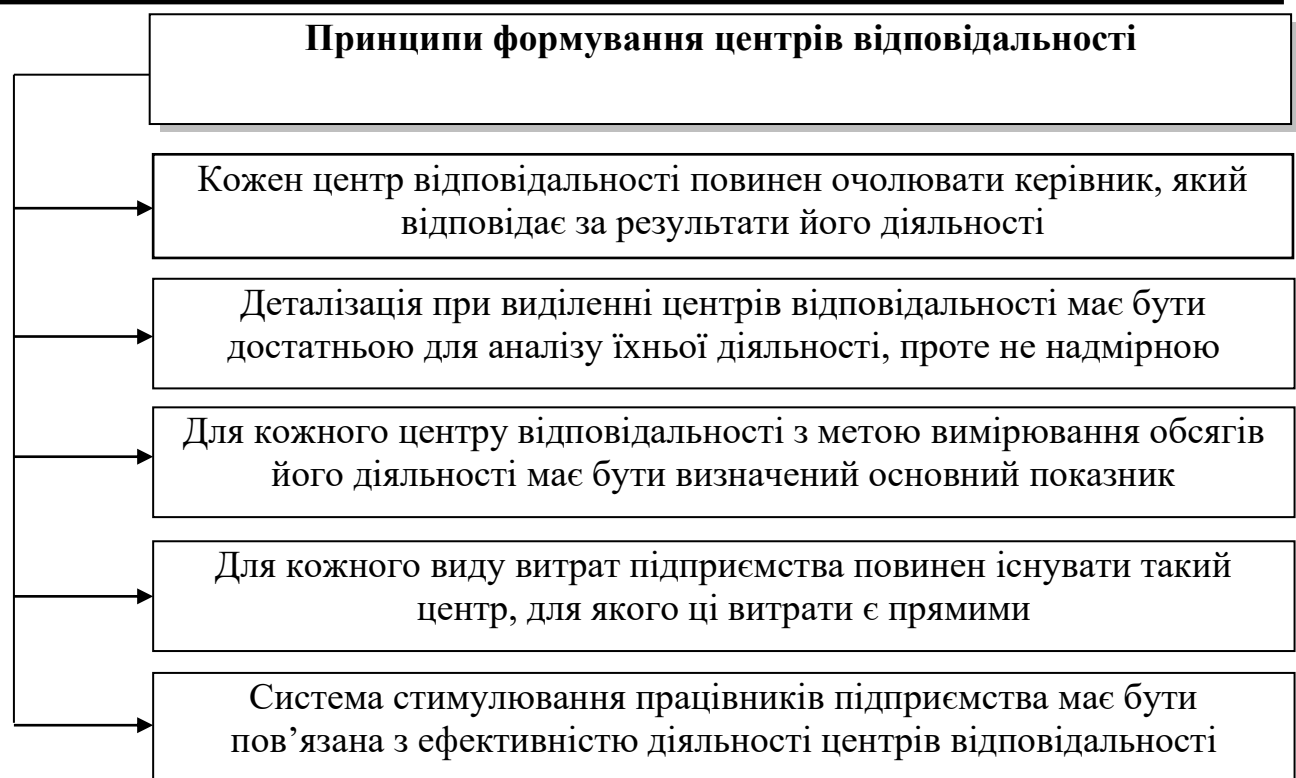 Принципи формування центрів відповідальності
Кожен центр відповідальності повинен очолювати керівник, який
відповідає за результати його діяльності
Деталізація при виділенні центрів відповідальності має бути
достатньою для аналізу їхньої діяльності, проте не надмірною
Для кожного центру відповідальності з метою вимірювання обсягів
його діяльності має бути визначений основний показник
Для кожного виду витрат підприємства повинен існувати такий
центр, для якого ці витрати є прямими
Система стимулювання працівників підприємства має бути
пов’язана з ефективністю діяльності центрів відповідальності